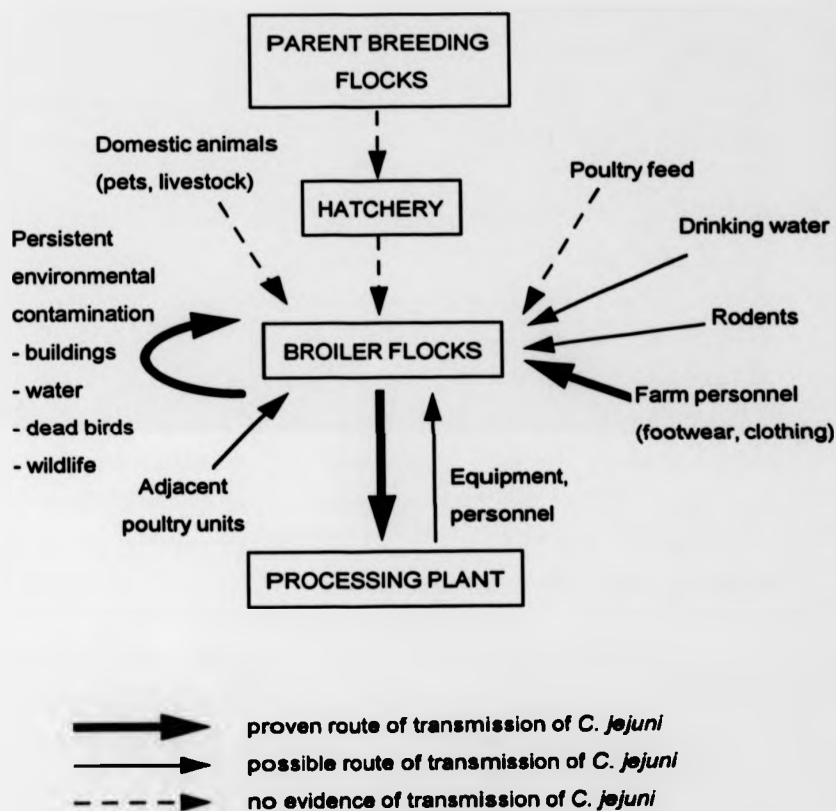 PARENT BREEDING
FLOCKS
Domestic animals
(pets, livestock)
HATCHERY
Poultry feed
Drinking water
Persistent
environmental
contamination
- buildings
- water
- dead birds
- wildlife
BROILER FLOCKS
Rodents
Farm personnel
(footwear, clothing)
Adjacent
poultry units
Equipment,
personnel
PROCESSING PLANT
proven route of transmission of C. jejuni
possible route of transmission of C. jejuni
no evidence of transmission of C. jejuni